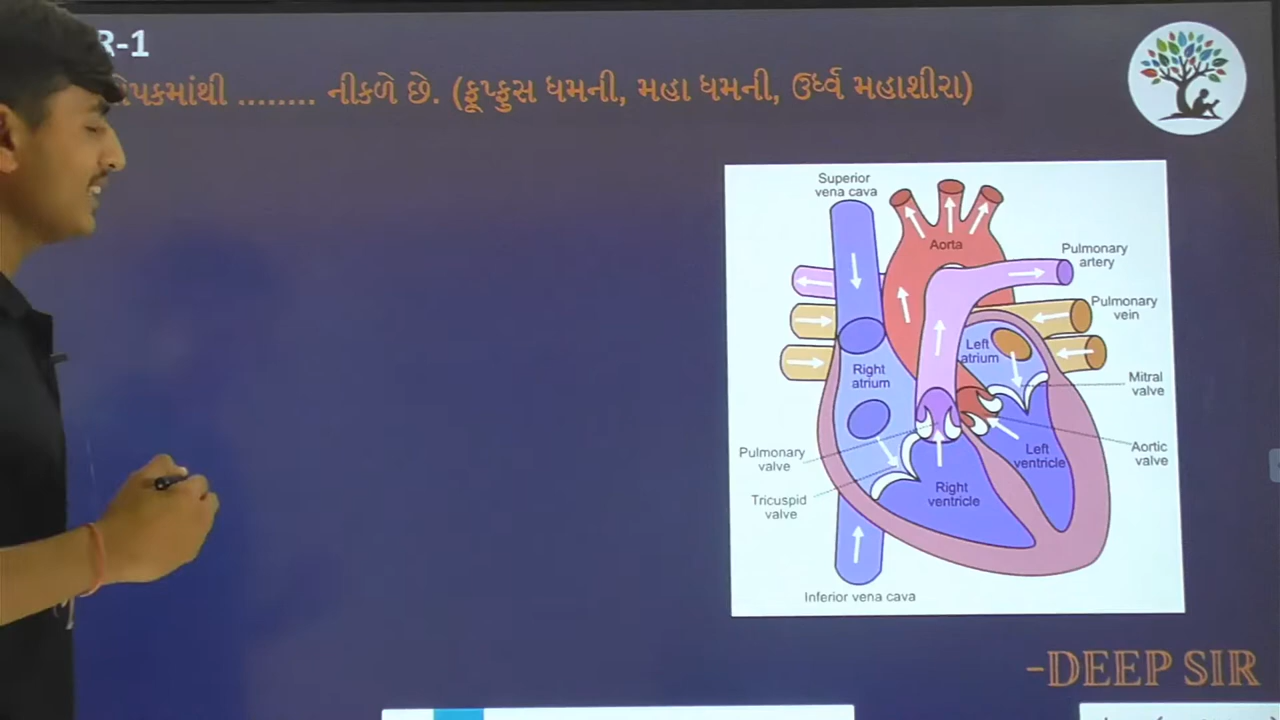 R-1
ક્ષેપકમાંથી ........ નીકળે છે. (ફૂપ્ફુસ ધમની, મહા ધમની, ઉર્ધ્વ મહાશીરા)
Superior
vena cava
Aorta
Pulmonary
artery
Pulmonary
vein
Left
atrium
Right
atrium
Mitral
valve
Pulmonary
valve
Left
ventricle
Aortic
valve
Right
ventricle
Tricuspid
valve
Inferior vena cava
-DEEP SIR